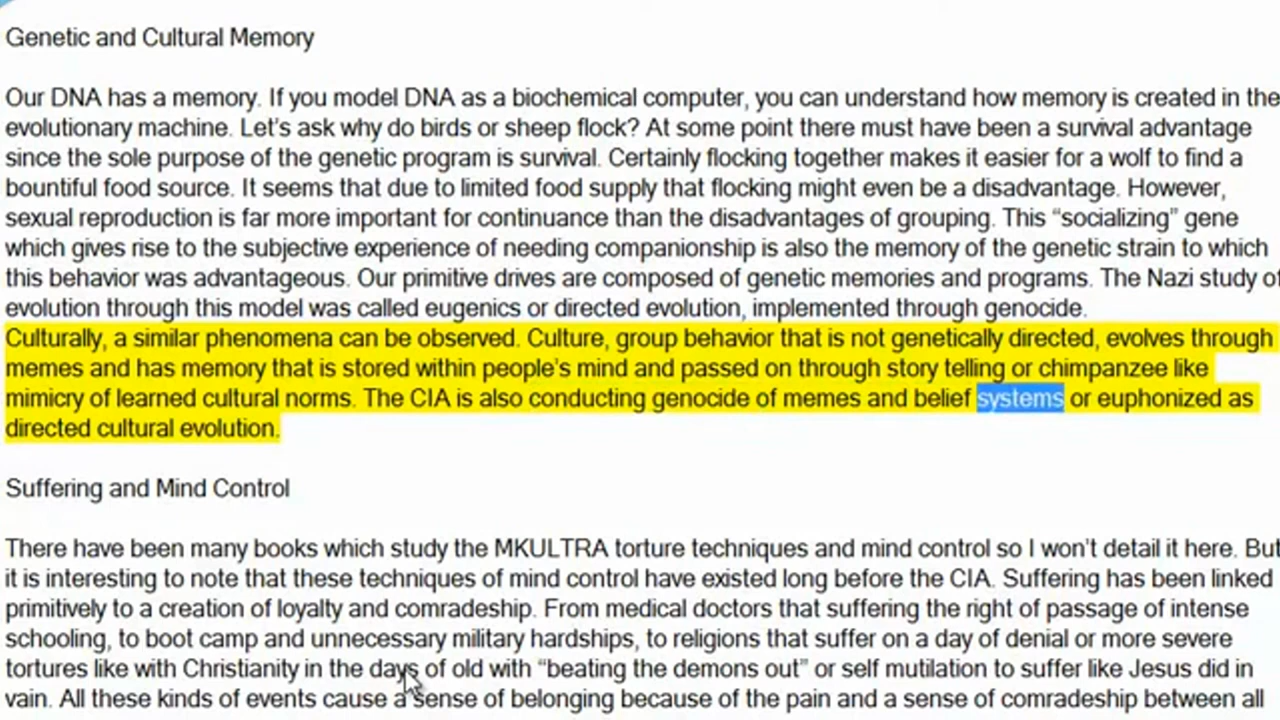 Genetic and Cultural Memory
Our DNA has a memory. If you model DNA as a biochemical computer, you can understand how memory is created in the
evolutionary machine. Let's ask why do birds or sheep flock? At some point there must have been a survival advantage
since the sole purpose of the genetic program is survival. Certainly flocking together makes it easier for a wolf to find a
bountiful food source. It seems that due to limited food supply that flocking might even be a disadvantage. However,
sexual reproduction is far more important for continuance than the disadvantages of grouping. This “socializing” gene
which gives rise to the subjective experience of needing companionship is also the memory of the genetic strain to which
this behavior was advantageous. Our primitive drives are composed of genetic memories and programs. The Nazi study of
evolution through this model was called eugenics or directed evolution, implemented through genocide.
Culturally, a similar phenomena can be observed. Culture, group behavior that is not genetically directed, evolves through
memes and has memory that is stored within people's mind and passed on through story telling or chimpanzee like
mimicry of learned cultural norms. The CIA is also conducting genocide of memes and belief systems or euphonized as
directed cultural evolution.
Suffering and Mind Control
There have been many books which study the MKULTRA torture techniques and mind control so I won't detail it here. But
it is interesting to note that these techniques of mind control have existed long before the CIA. Suffering has been linked
primitively to a creation of loyalty and comradeship. From medical doctors that suffering the right of passage of intense
schooling, to boot camp and unnecessary military hardships, to religions that suffer on a day of denial or more severe
tortures like with Christianity in the days of old with “beating the demons out” or self mutilation to suffer like Jesus did in
vain. All these kinds of events cause a sense of belonging because of the pain and a sense of comradeship between all